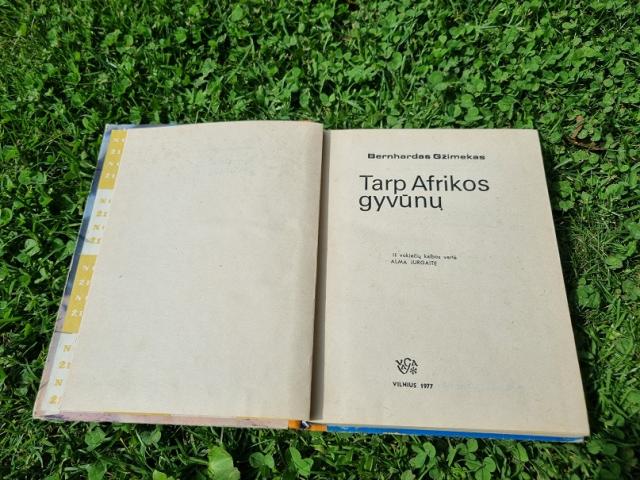 Bernhardas Gžimekas
Tarp Afrikos
gyvūnų
Iš vokiečių kalbos vertė
ALMA JURGAITĖ
VILNIUS 1977